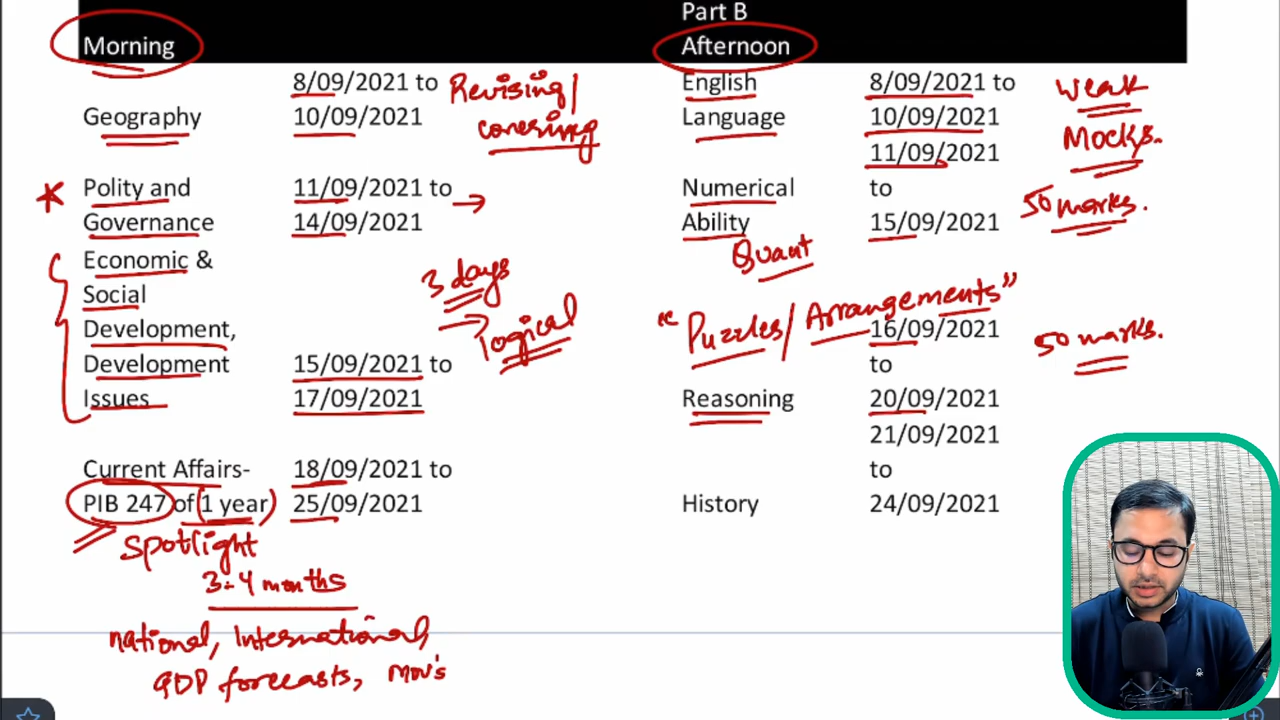 Part B
Morning
Afternoon
8/09/2021 to
Revising/
English
8/09/2021 to
weak
Geography
10/09/2021
covering
Language
10/09/2021
Mocks.
11/09/2021
Polity and
11/09/2021 to
Numerical
to
50 marks.
Governance
14/09/2021
Ability
15/09/2021
Economic &
Quant
Social
3 days
"Puzzles/Arrangements"
Development,
logical
16/09/2021
50 marks.
Development
15/09/2021 to
to
Issues
17/09/2021
Reasoning
20/09/2021
21/09/2021
Current Affairs-
18/09/2021 to
to
PIB 247 of (1 year)
25/09/2021
History
24/09/2021
Spotlight
3-4 months
national, International,
GDP forecasts, MOU's